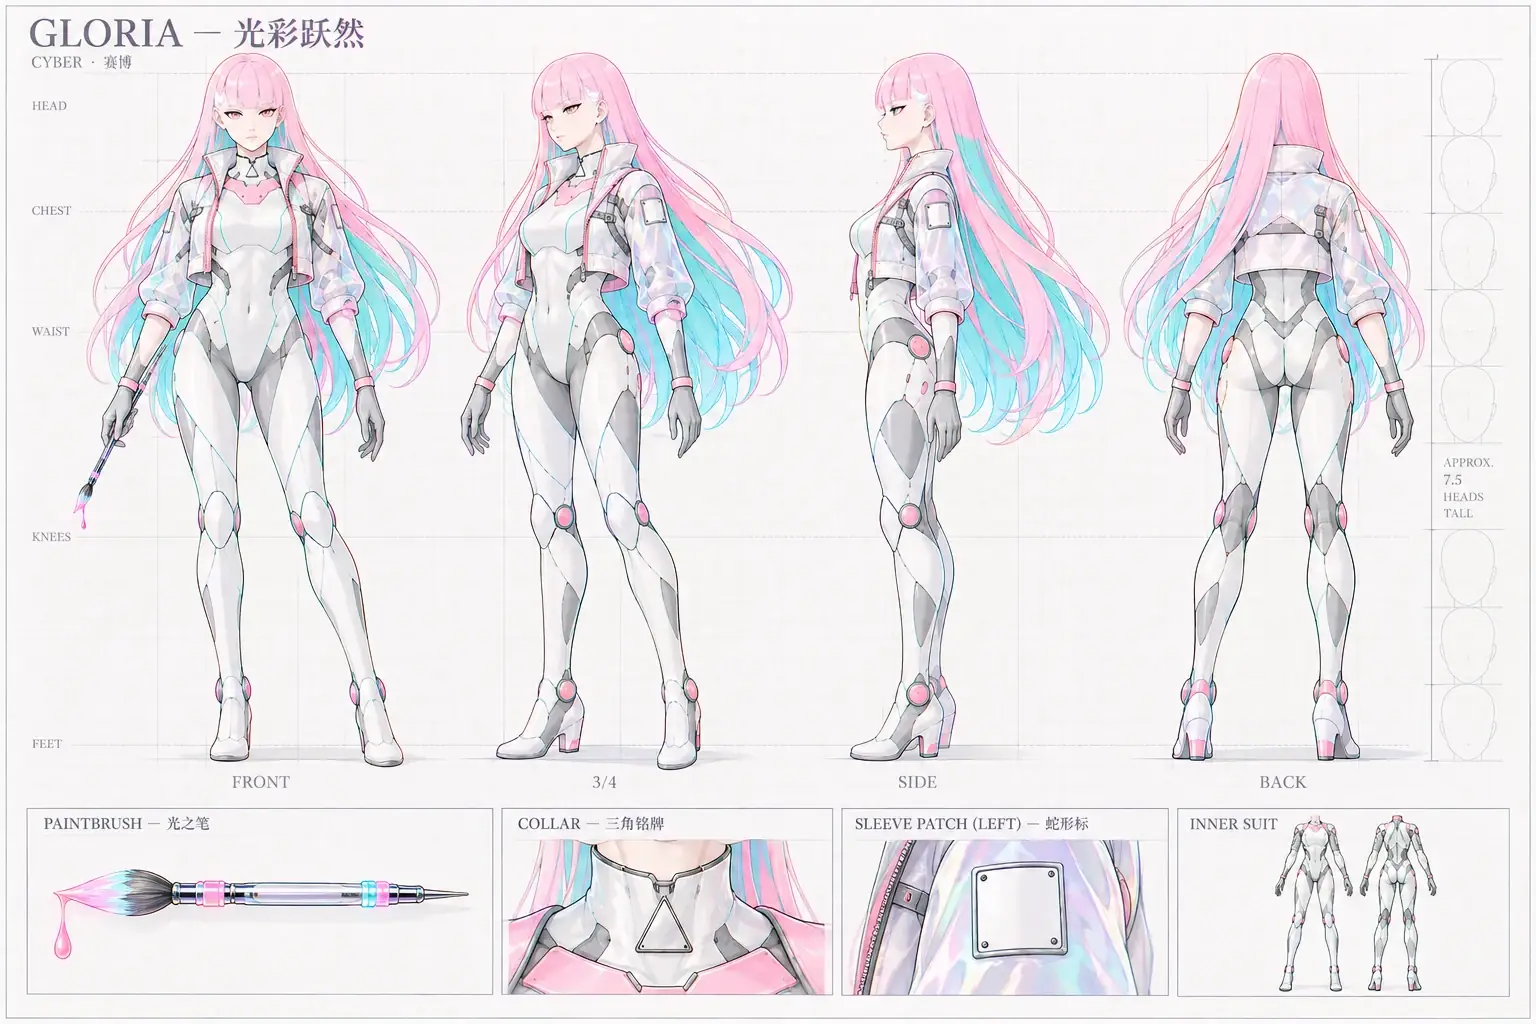 GLORIA — 光彩跃然
CYBER · 赛博
HEAD
CHEST
WAIST
KNEES
FEET
APPROX.
7.5
HEADS
TALL
FRONT
3/4
SIDE
BACK
PAINTBRUSH — 光之笔
COLLAR — 三角铭牌
SLEEVE PATCH (LEFT) — 蛇形标
INNER SUIT